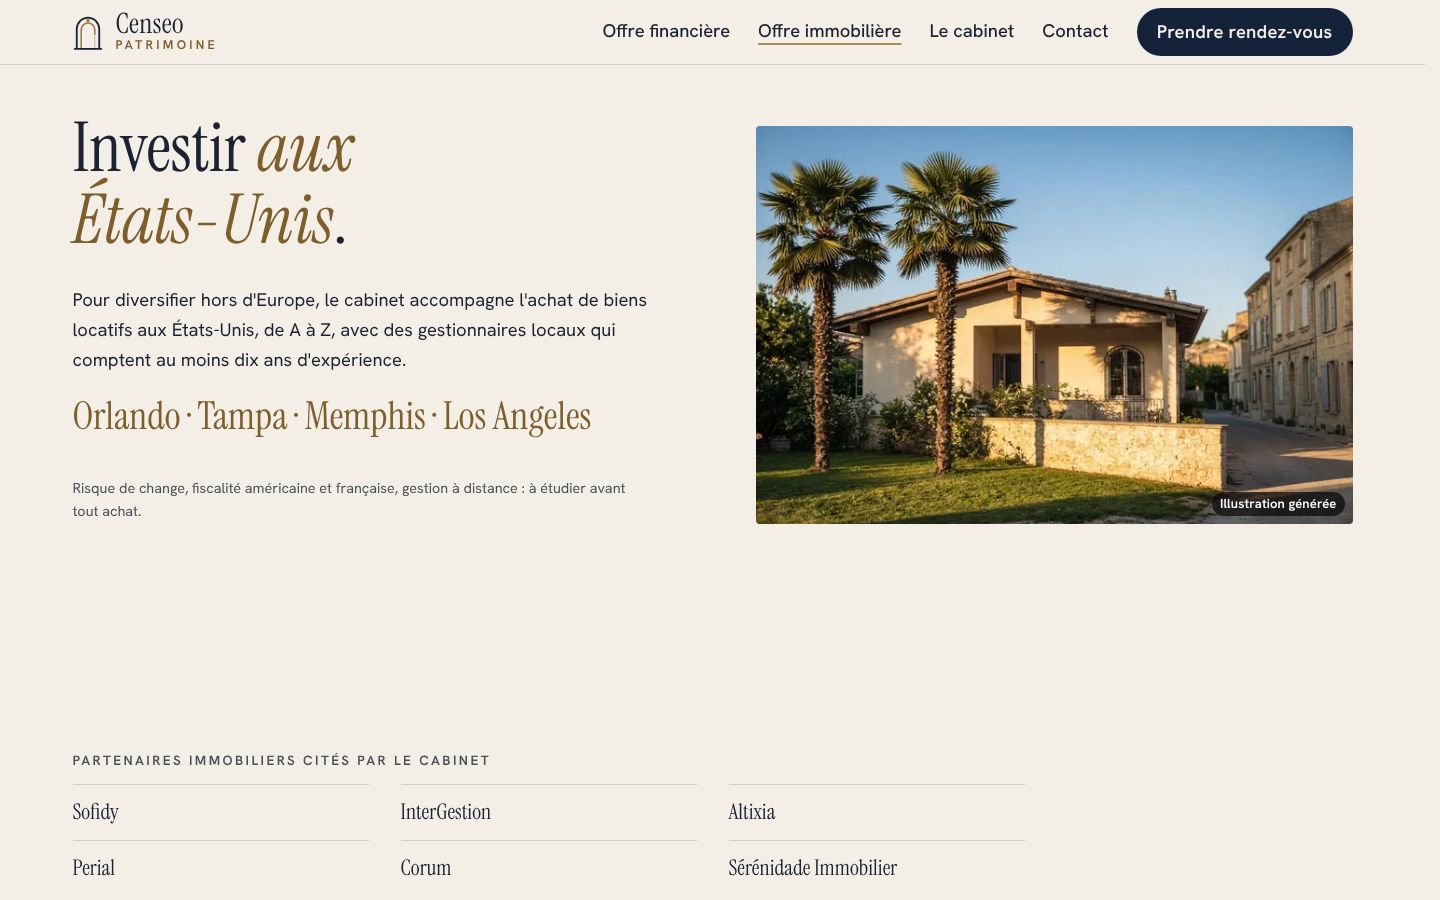 Censeo
PATRIMOINE
Offre financière
Offre immobilière
Le cabinet
Contact
Prendre rendez-vous
Investir aux
États-Unis.
Pour diversifier hors d'Europe, le cabinet accompagne l'achat de biens
locatifs aux États-Unis, de A à Z, avec des gestionnaires locaux qui
comptent au moins dix ans d'expérience.
Orlando · Tampa · Memphis · Los Angeles
Risque de change, fiscalité américaine et française, gestion à distance : à étudier avant
tout achat.
Illustration générée
PARTENAIRES IMMOBILIERS CITÉS PAR LE CABINET
Sofidy
InterGestion
Altixia
Perial
Corum
Sérénidade Immobilier